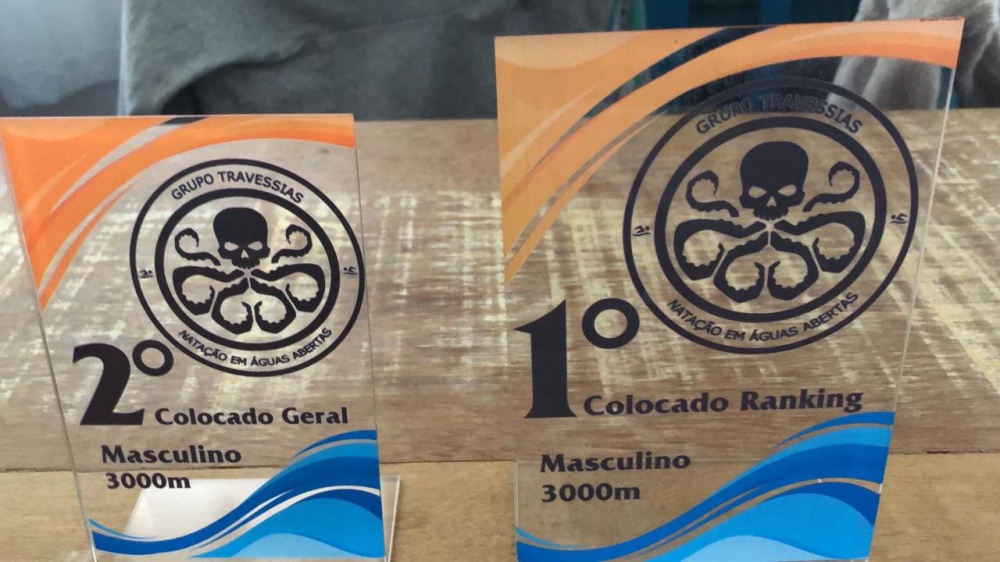 GRUPO TRAVESSIAS
NATAÇÃO EM ÁGUAS ABERTAS
2º Colocado Geral
Masculino
3000m
GRUPO TRAVESSIAS
NATAÇÃO EM ÁGUAS ABERTAS
1º Colocado Ranking
Masculino
3000m